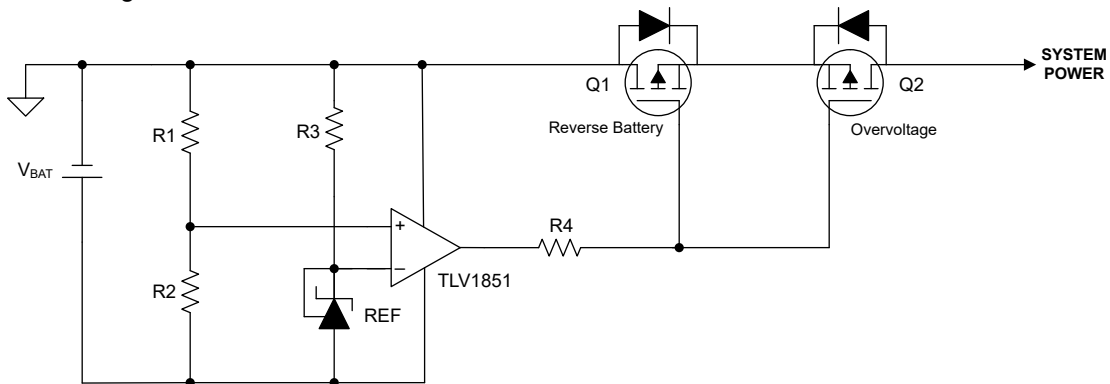 SYSTEM
POWER
Q1
Q2
Reverse Battery
Overvoltage
R1
R3
VBAT
+
R4
−
TLV1851
R2
REF